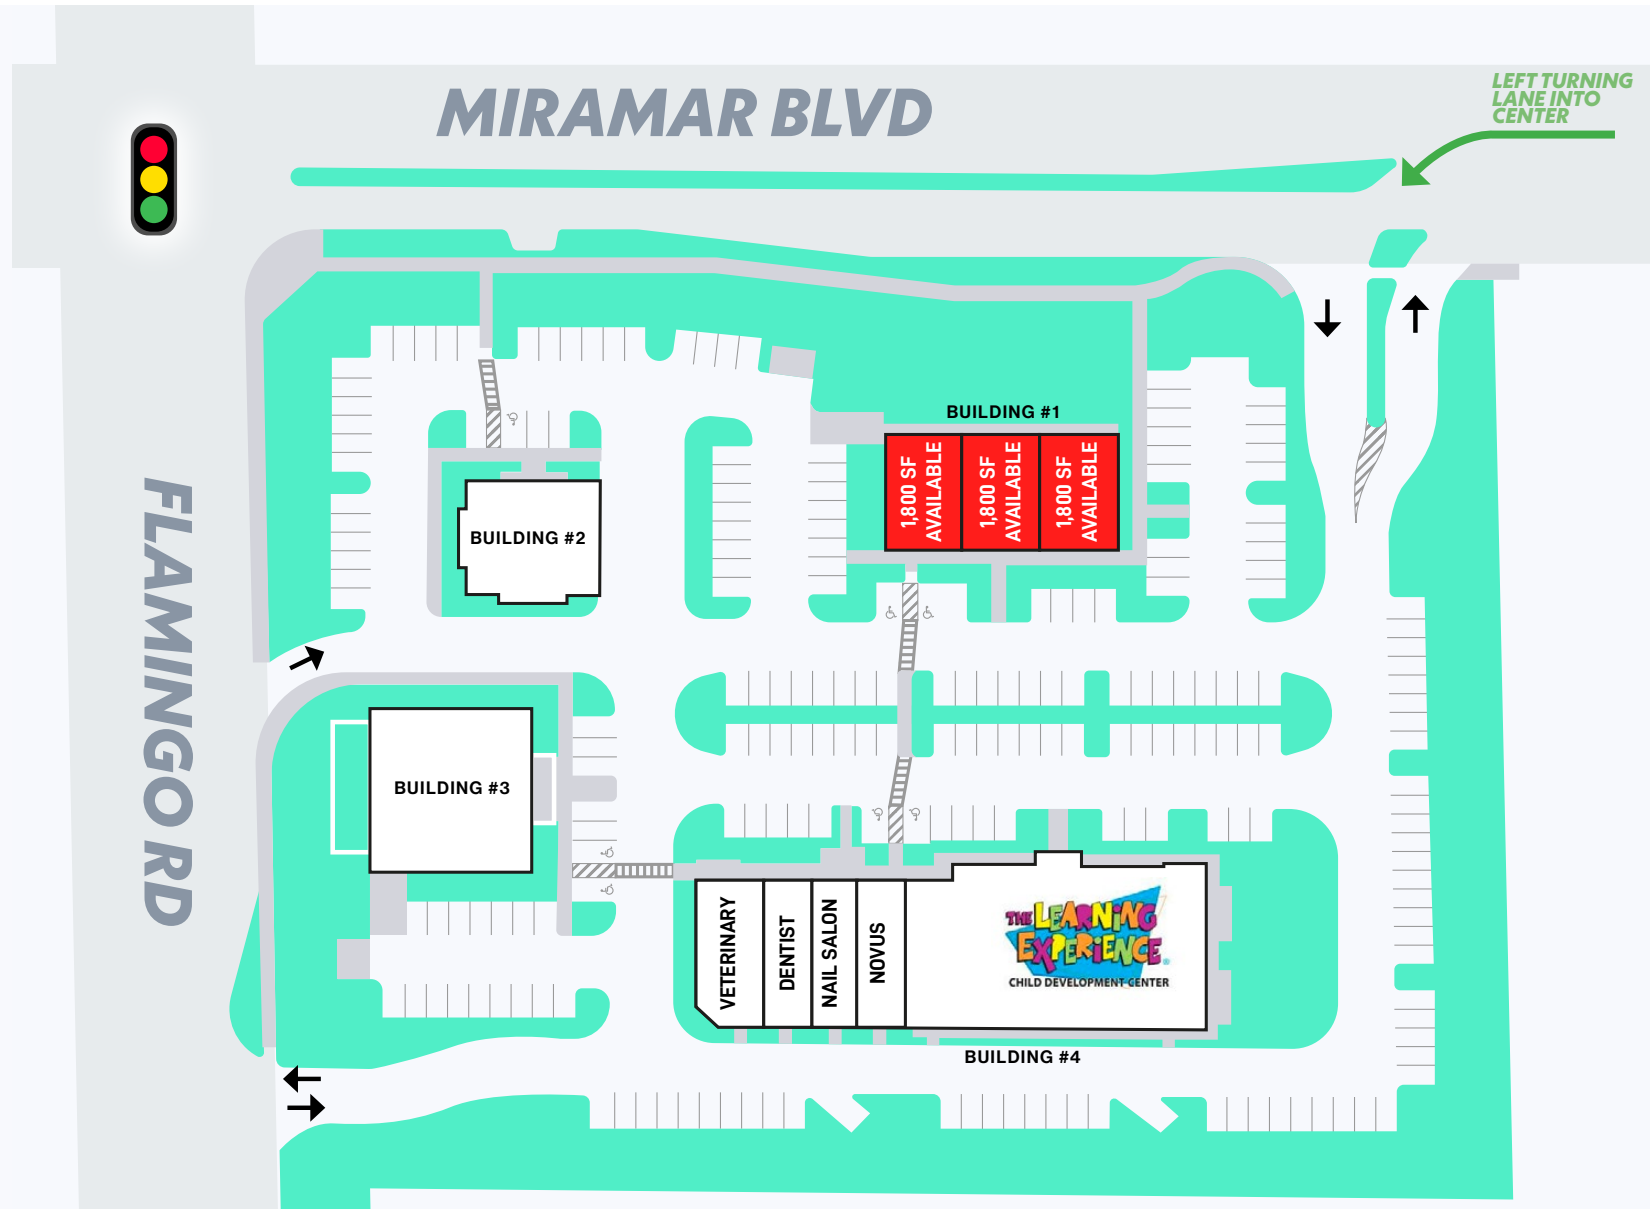 MIRAMAR BLVD
LEFT TURNING
LANE INTO
CENTER
FLAMINGO RD
BUILDING #1
1,800 SF
AVAILABLE
1,800 SF
AVAILABLE
1,800 SF
AVAILABLE
BUILDING #2
BUILDING #3
VETERINARY
DENTIST
NAIL SALON
NOVUS
THE LEARNING
EXPERIENCE
CHILD DEVELOPMENT CENTER
BUILDING #4